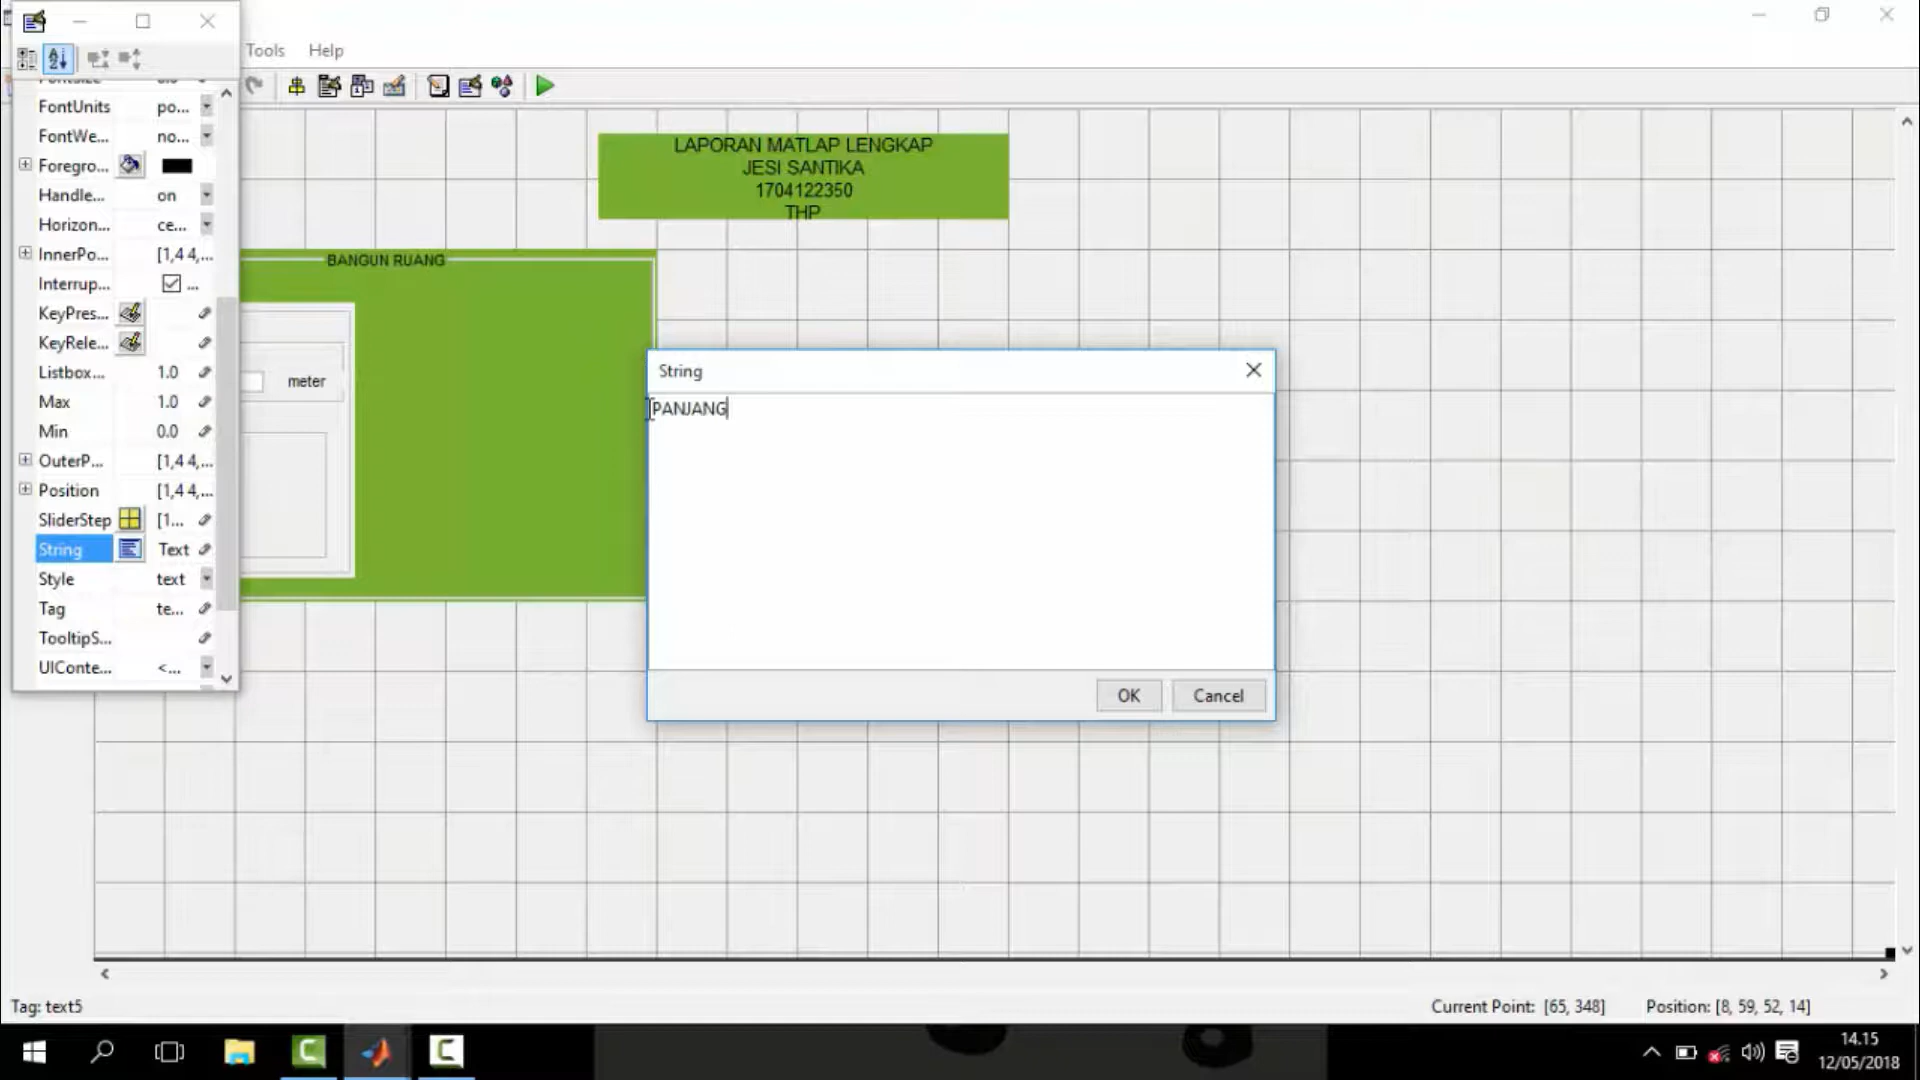 Tools Help
FontUnits po...
FontWe... no...
Foregro...
Handle... on
Horizon... ce...
InnerPo... [1,4 4,...
Interrup... ...
KeyPres...
KeyRele...
Listbox... 1.0
Max 1.0
Min 0.0
OuterP... [1,4 4,...
Position [1,4 4,...
SliderStep [1...
String Text
Style text
Tag te...
TooltipS...
UIConte... <...
LAPORAN MATLAP LENGKAP
JESI SANTIKA
1704122350
THP
BANGUN RUANG
meter
String
PANJANG
OK Cancel
Tag: text5
Current Point: [65, 348] Position: [8, 59, 52, 14]
14.15
12/05/2018